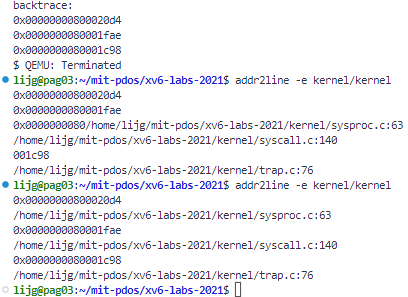 backtrace:
0x00000000800020d4
0x0000000080001fae
0x0000000080001c98
$ QEMU: Terminated
lijg@pag03:~/mit-pdos/xv6-labs-2021$ addr2line -e kernel/kernel
0x00000000800020d4
0x0000000080001fae
0x0000000080/home/lijg/mit-pdos/xv6-labs-2021/kernel/sysproc.c:63
/home/lijg/mit-pdos/xv6-labs-2021/kernel/syscall.c:140
001c98
/home/lijg/mit-pdos/xv6-labs-2021/kernel/trap.c:76
lijg@pag03:~/mit-pdos/xv6-labs-2021$ addr2line -e kernel/kernel
0x00000000800020d4
/home/lijg/mit-pdos/xv6-labs-2021/kernel/sysproc.c:63
0x0000000080001fae
/home/lijg/mit-pdos/xv6-labs-2021/kernel/syscall.c:140
0x0000000080001c98
/home/lijg/mit-pdos/xv6-labs-2021/kernel/trap.c:76
lijg@pag03:~/mit-pdos/xv6-labs-2021$